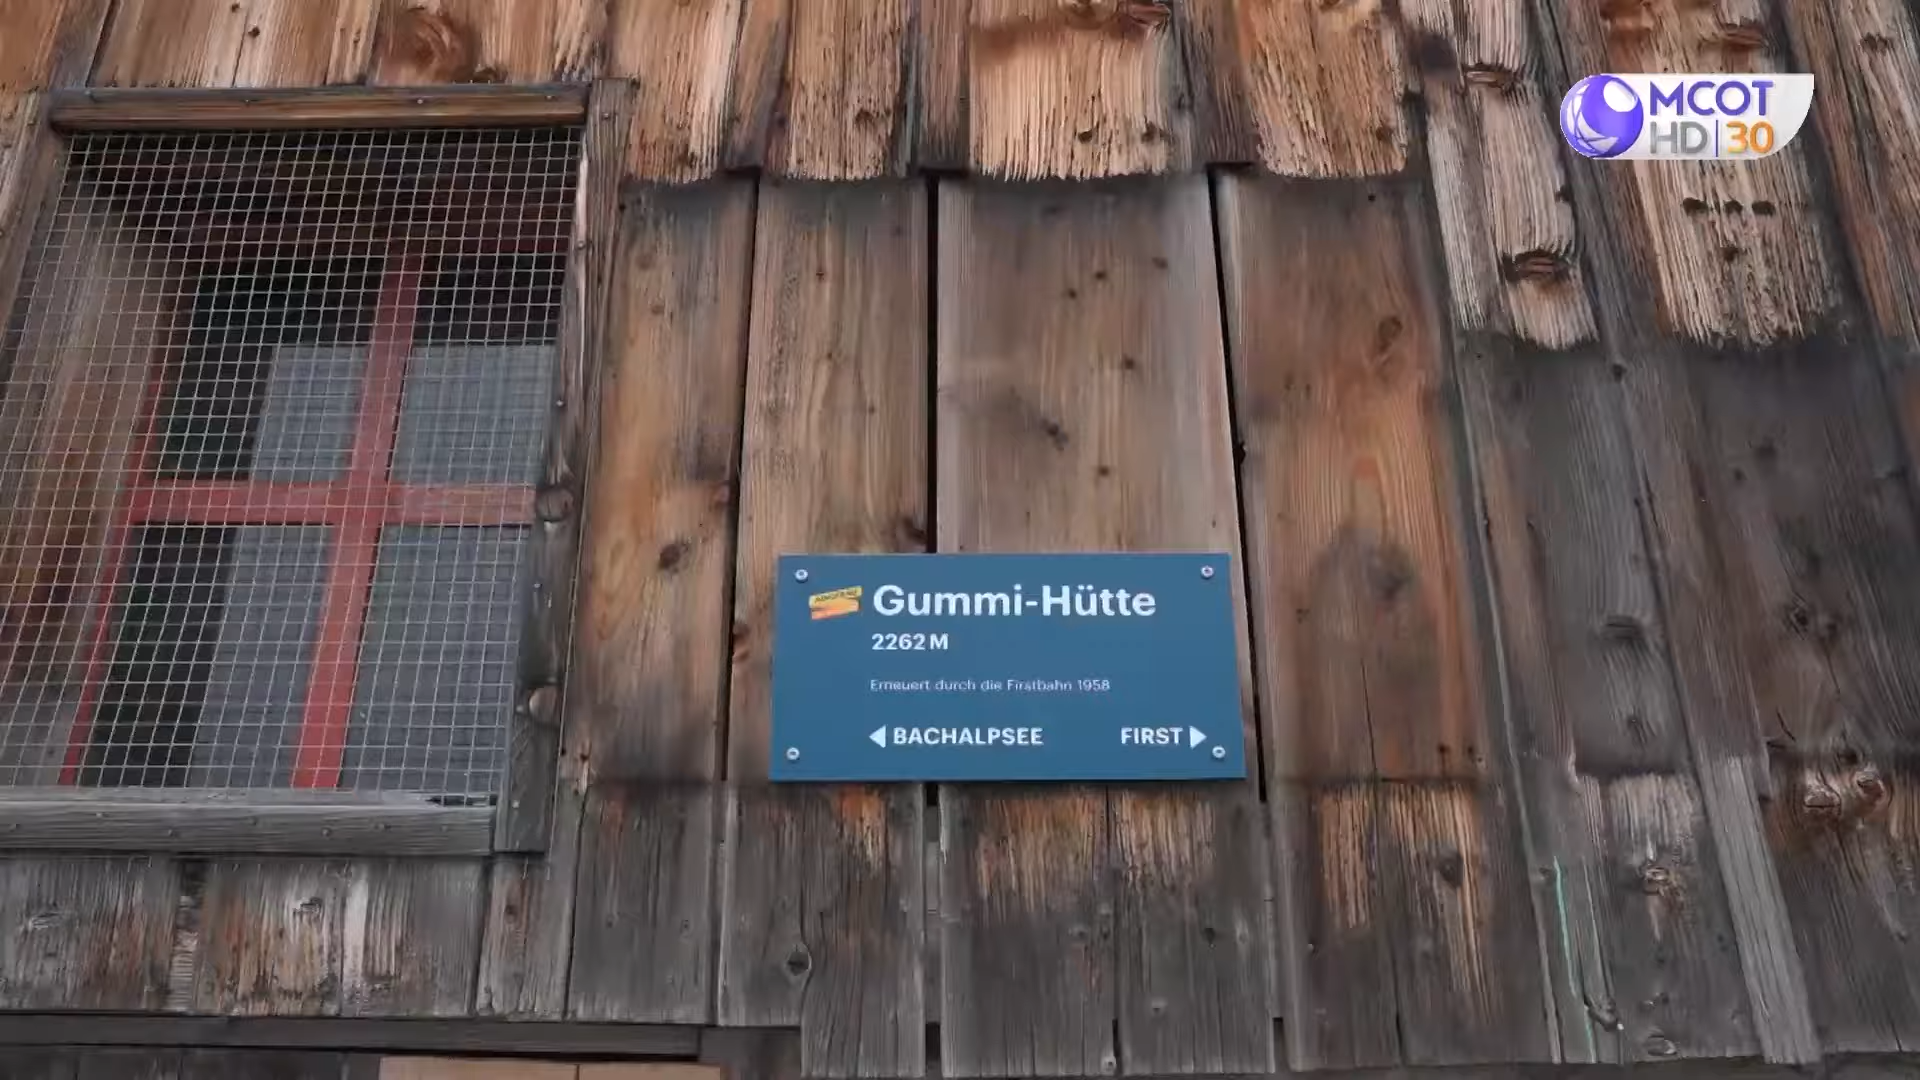 MCOT
HD|30
Gummi-Hütte
2262 M
Erneuert durch die Firstbahn 1958
BACHALPSEE FIRST